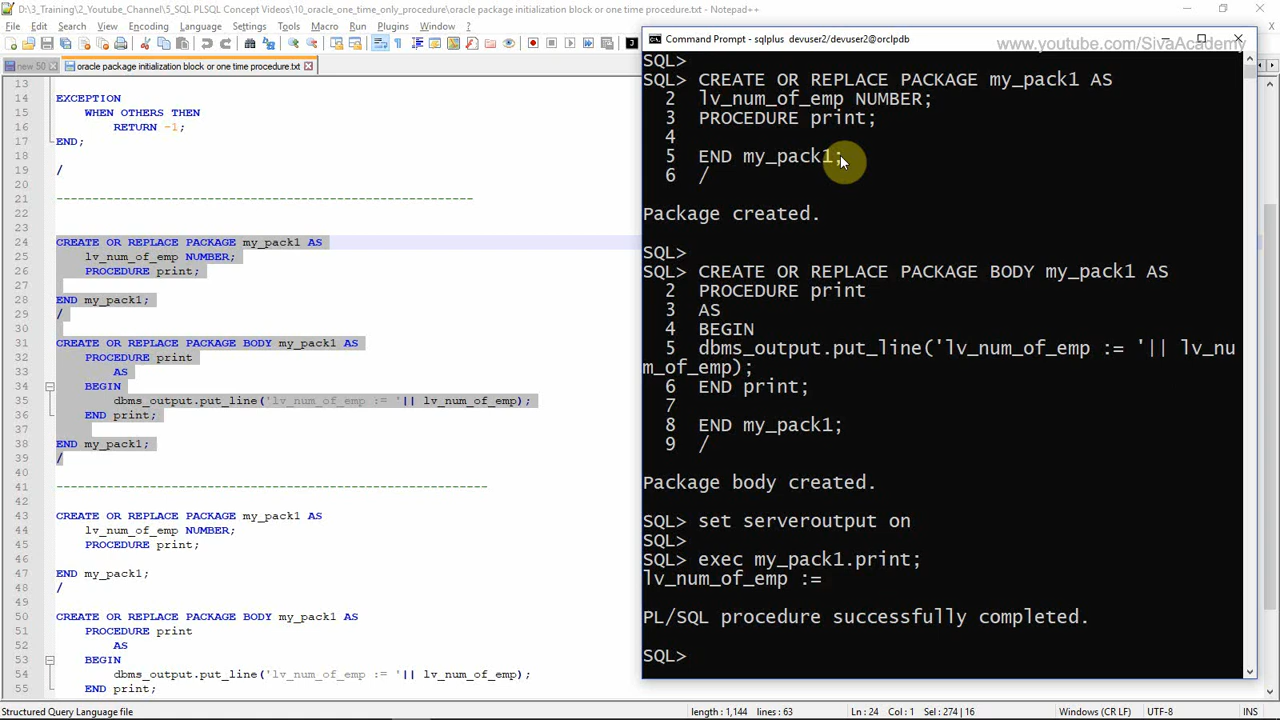 D:\3_Training\2_Youtube_Channel\5_SQL PLSQL Concept Videos\10_oracle_one_time_only_procedure\oracle package initialization block or one time procedure.txt - Notepad++
File Edit Search View Encoding Language Settings Tools Macro Run Plugins Window ?
new 50
oracle package initialization block or one time procedure.txt
13
14 EXCEPTION
15 WHEN OTHERS THEN
16 RETURN -1;
17 END;
18
19 /
20
21 ----------------------------------------------------------
22
23
24 CREATE OR REPLACE PACKAGE my_pack1 AS
25 lv_num_of_emp NUMBER;
26 PROCEDURE print;
27
28 END my_pack1;
29 /
30
31 CREATE OR REPLACE PACKAGE BODY my_pack1 AS
32 PROCEDURE print
33 AS
34 BEGIN
35 dbms_output.put_line('lv_num_of_emp := '|| lv_num_of_emp);
36 END print;
37
38 END my_pack1;
39 /
40
41 ------------------------------------------------------------
42
43 CREATE OR REPLACE PACKAGE my_pack1 AS
44 lv_num_of_emp NUMBER;
45 PROCEDURE print;
46
47 END my_pack1;
48 /
49
50 CREATE OR REPLACE PACKAGE BODY my_pack1 AS
51 PROCEDURE print
52 AS
53 BEGIN
54 dbms_output.put_line('lv_num_of_emp := '|| lv_num_of_emp);
55 END print;
Structured Query Language file length : 1,144 lines : 63 Ln : 24 Col : 1 Sel : 274 | 16 Windows (CR LF) UTF-8 INS
Command Prompt - sqlplus devuser2/devuser2@orclpdb
www.youtube.com/SivaAcademy
SQL>
SQL> CREATE OR REPLACE PACKAGE my_pack1 AS
2 lv_num_of_emp NUMBER;
3 PROCEDURE print;
4
5 END my_pack1;
6 /
Package created.
SQL>
SQL> CREATE OR REPLACE PACKAGE BODY my_pack1 AS
2 PROCEDURE print
3 AS
4 BEGIN
5 dbms_output.put_line('lv_num_of_emp := '|| lv_nu
m_of_emp);
6 END print;
7
8 END my_pack1;
9 /
Package body created.
SQL> set serveroutput on
SQL>
SQL> exec my_pack1.print;
lv_num_of_emp :=
PL/SQL procedure successfully completed.
SQL>